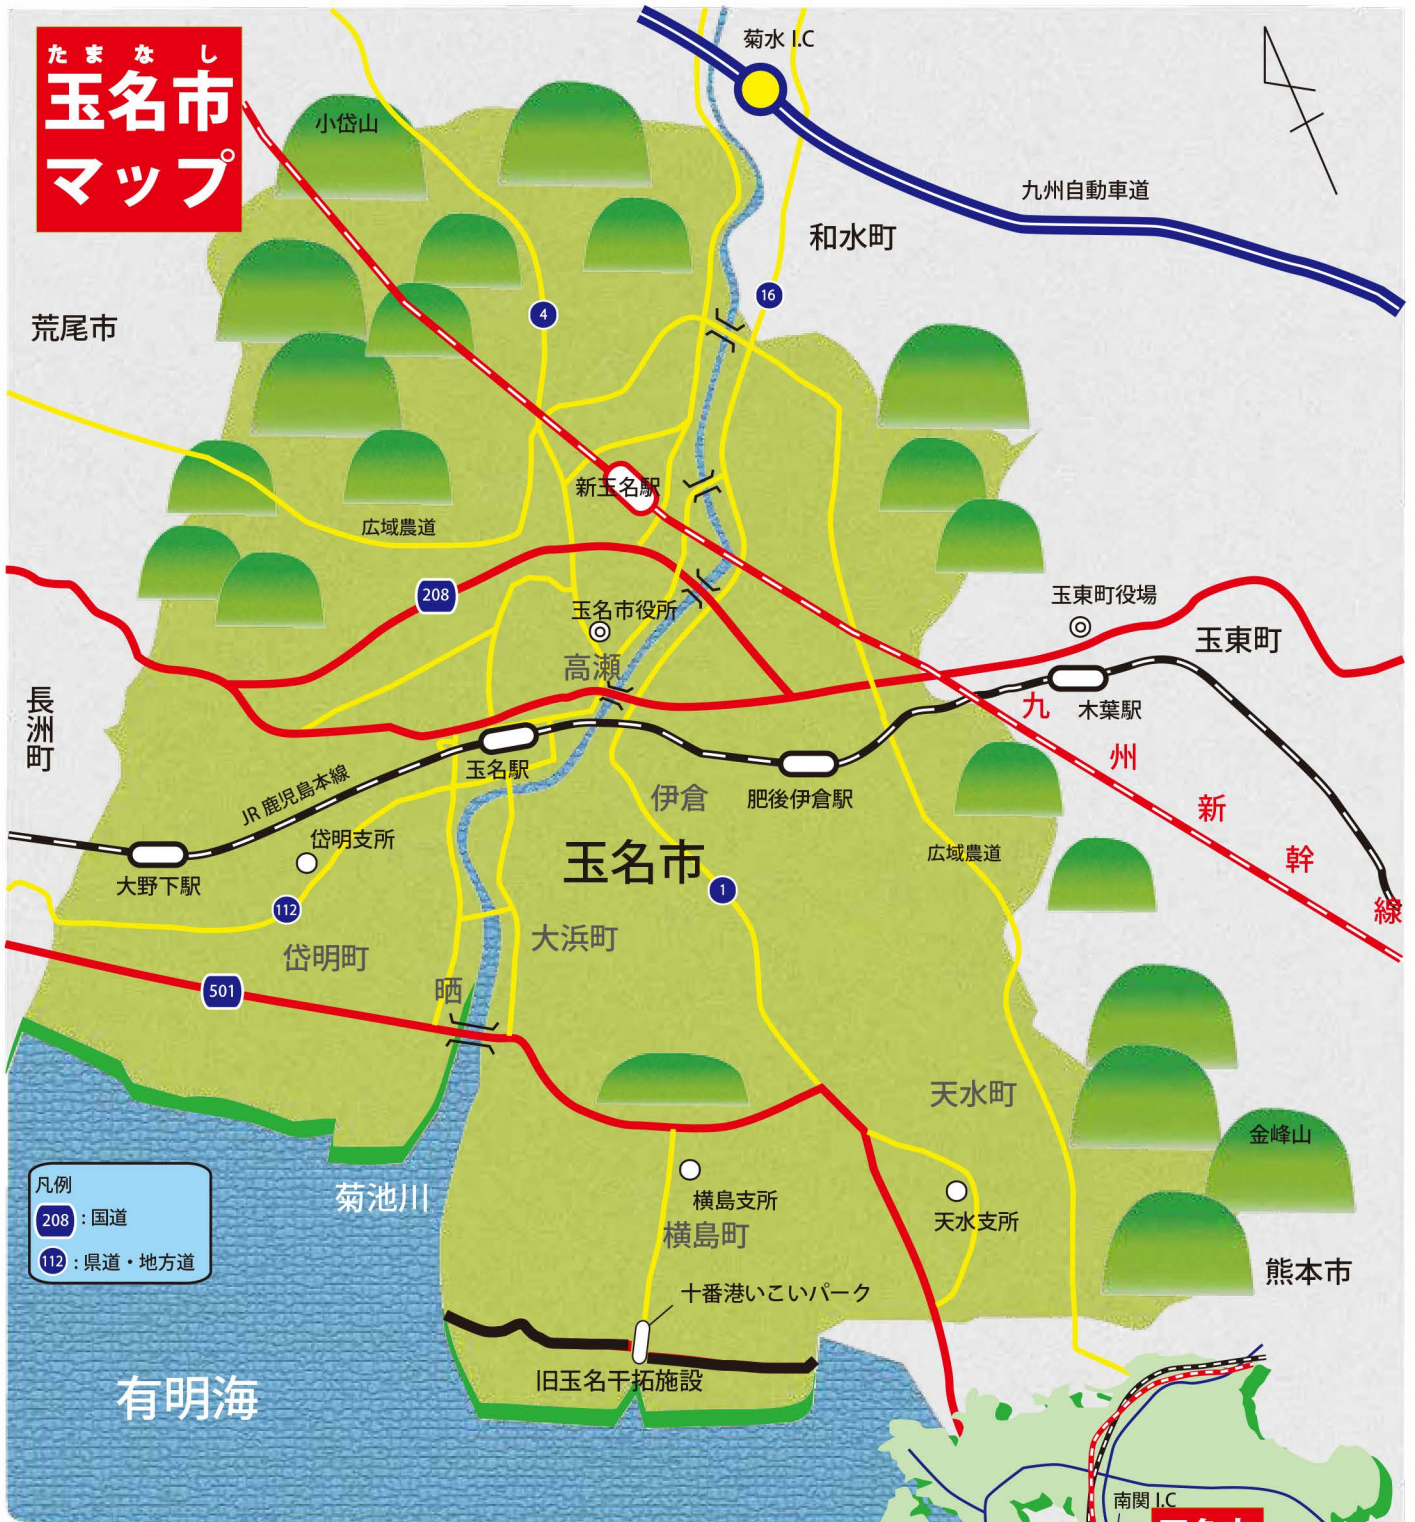 たまなし
玉名市
マップ
菊水 I.C
小岱山
九州自動車道
和水町
16
4
荒尾市
新玉名駅
広域農道
208
玉名市役所
玉東町役場
高瀬
玉東町
長洲町
木葉駅
九州新幹線
玉名駅
JR 鹿児島本線
伊倉
肥後伊倉駅
岱明支所
玉名市
広域農道
大野下駅
1
112
大浜町
岱明町
晒
501
天水町
金峰山
凡例
208 : 国道
112 : 県道・地方道
菊池川
横島支所
天水支所
横島町
熊本市
十番港いこいパーク
旧玉名干拓施設
有明海
南関 I.C